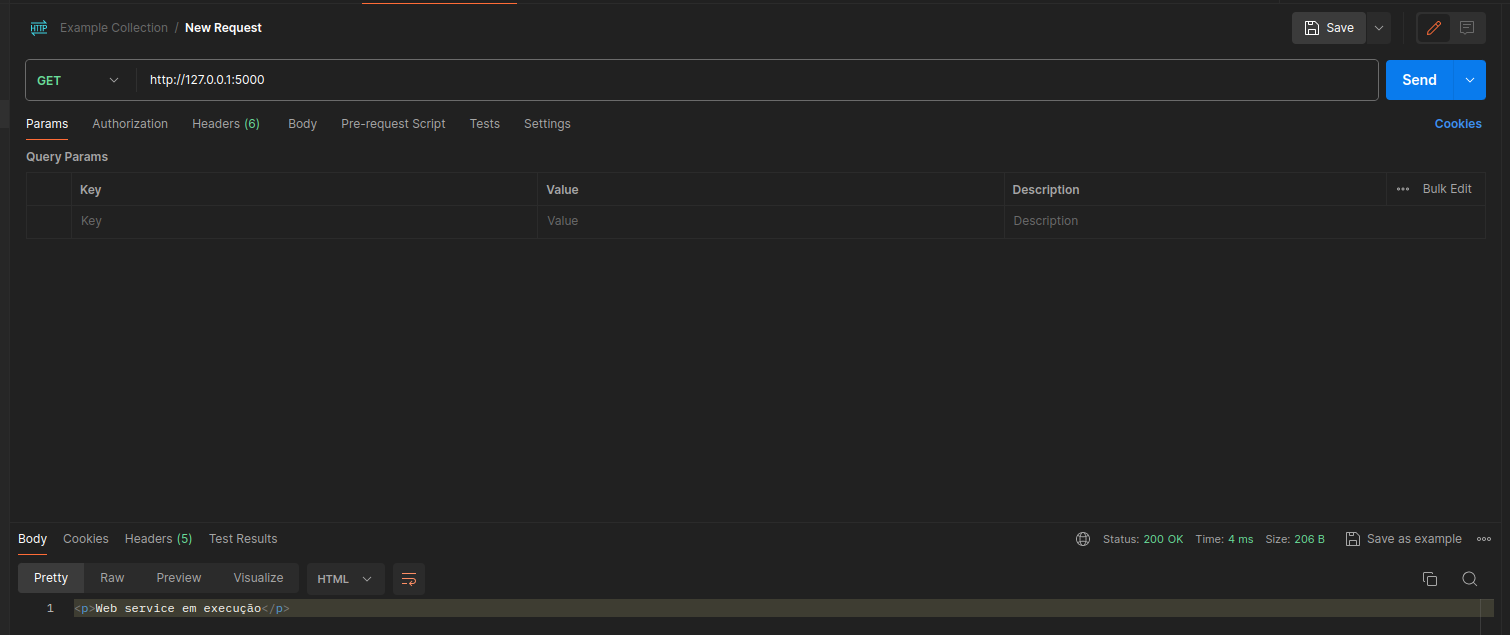 HTTP Example Collection / New Request Save
GET http://127.0.0.1:5000 Send
Params Authorization Headers (6) Body Pre-request Script Tests Settings Cookies
Query Params
Key Value Description Bulk Edit
Key Value Description
Body Cookies Headers (5) Test Results Status: 200 OK Time: 4 ms Size: 206 B Save as example
Pretty Raw Preview Visualize HTML
1 <p>Web service em execução</p>